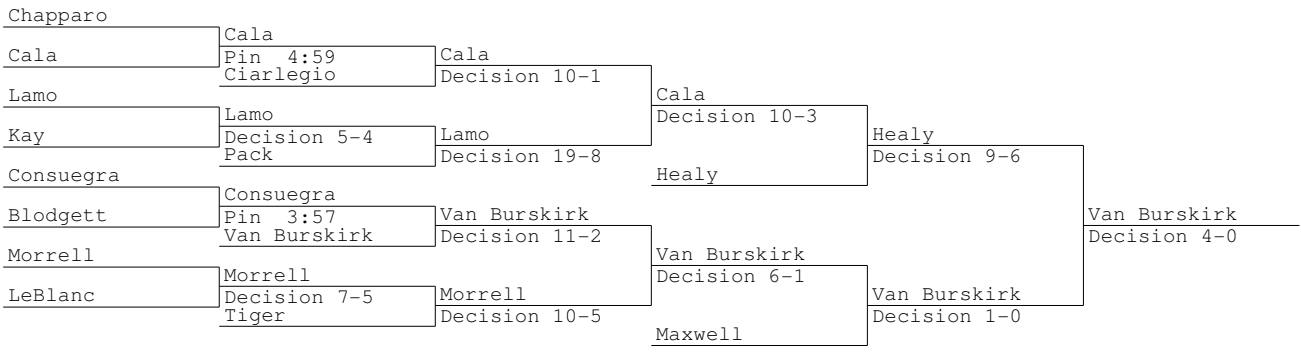 Chapparo
Cala
Cala
Pin 4:59
Ciarlegio
Cala
Decision 10-1
Lamo
Kay
Lamo
Decision 5-4
Pack
Lamo
Decision 19-8
Cala
Decision 10-3
Healy
Healy
Decision 9-6
Consuegra
Blodgett
Consuegra
Pin 3:57
Van Burskirk
Van Burskirk
Decision 11-2
Morrell
LeBlanc
Morrell
Decision 7-5
Tiger
Morrell
Decision 10-5
Van Burskirk
Decision 6-1
Maxwell
Van Burskirk
Decision 1-0
Van Burskirk
Decision 4-0